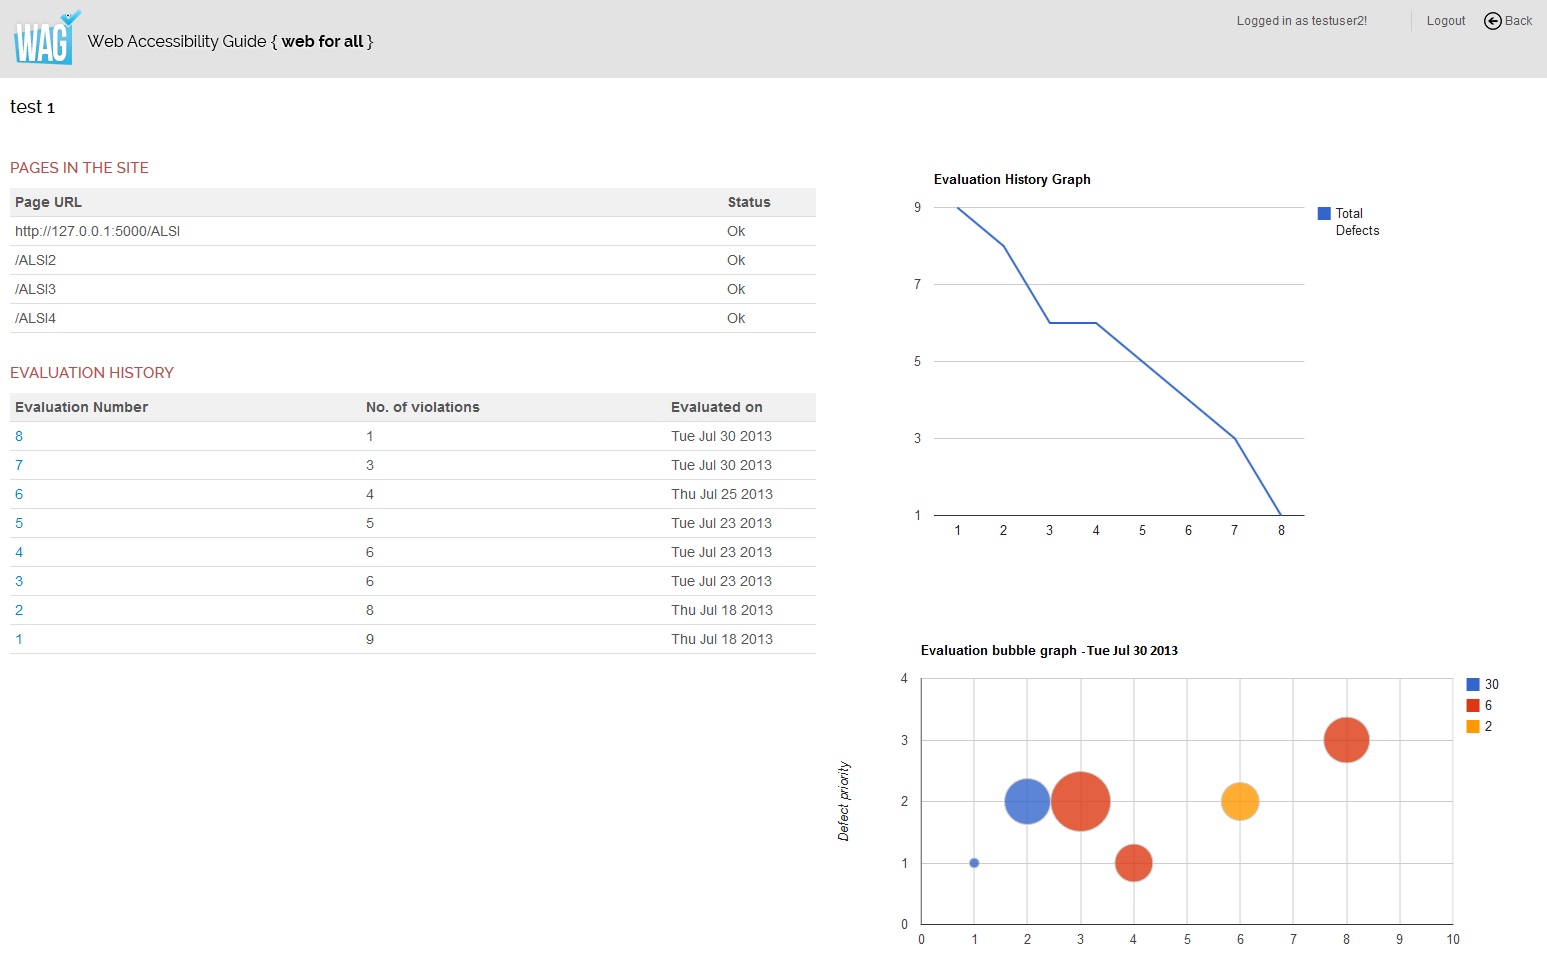 WAG
Web Accessibility Guide { web for all }
Logged in as testuser2!
Logout
Back
test 1
PAGES IN THE SITE
Page URL Status
http://127.0.0.1:5000/ALSI Ok
/ALSI2 Ok
/ALSI3 Ok
/ALSI4 Ok
EVALUATION HISTORY
Evaluation Number No. of violations Evaluated on
8 1 Tue Jul 30 2013
7 3 Tue Jul 30 2013
6 4 Thu Jul 25 2013
5 5 Tue Jul 23 2013
4 6 Tue Jul 23 2013
3 6 Tue Jul 23 2013
2 8 Thu Jul 18 2013
1 9 Thu Jul 18 2013
Evaluation History Graph
9
7
5
3
1
1 2 3 4 5 6 7 8
Total
Defects
Evaluation bubble graph - Tue Jul 30 2013
4
3
2
1
0
Defect priority
0 1 2 3 4 5 6 7 8 9 10
30
6
2